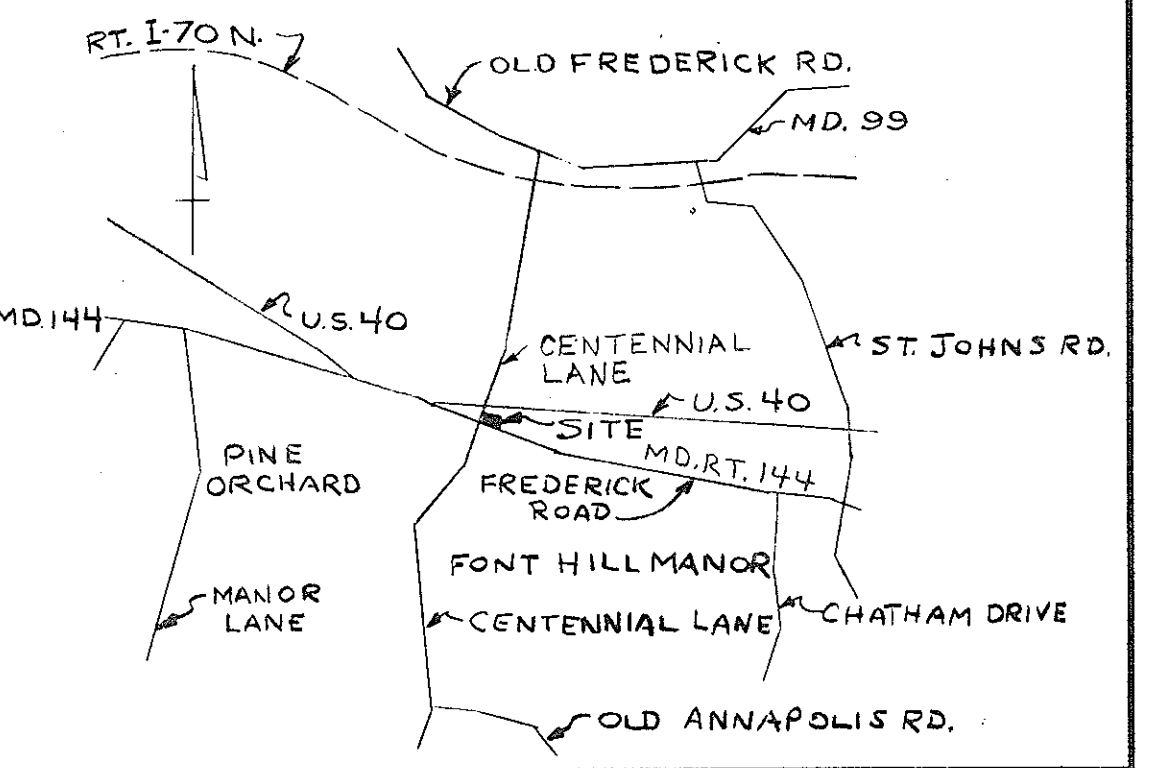 RT. I-70 N.
OLD FREDERICK RD.
MD. 99
MD. 144
U.S. 40
CENTENNIAL
LANE
ST. JOHNS RD.
U.S. 40
SITE
MD. RT. 144
PINE
ORCHARD
FREDERICK
ROAD
FONT HILL MANOR
MANOR
LANE
CENTENNIAL LANE
CHATHAM DRIVE
OLD ANNAPOLIS RD.